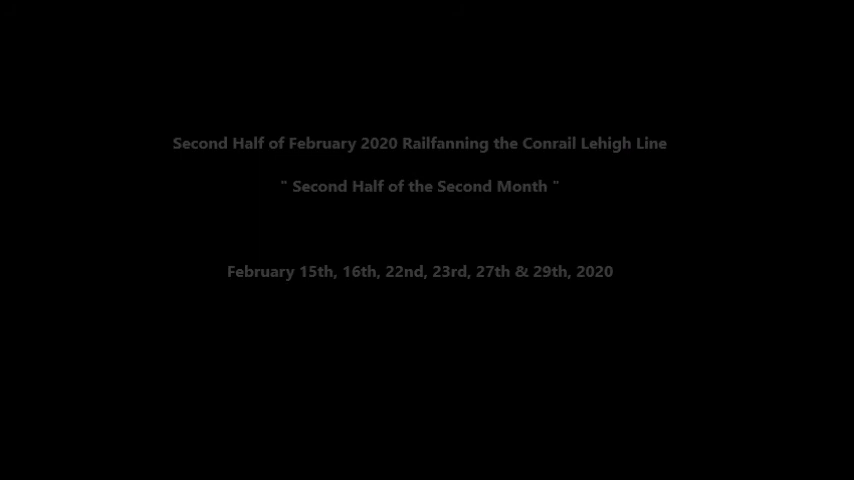 Second Half of February 2020 Railfanning the Conrail Lehigh Line
" Second Half of the Second Month "
February 15th, 16th, 22nd, 23rd, 27th & 29th, 2020